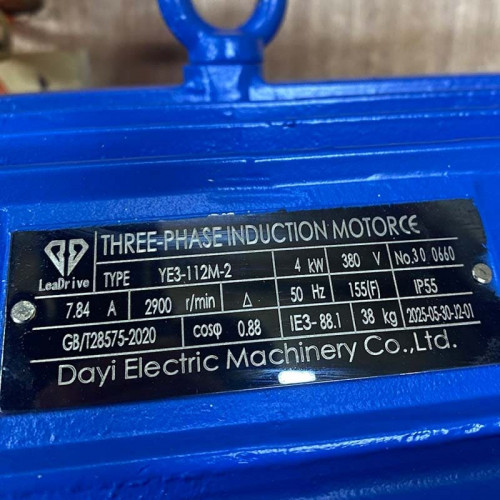 THREE-PHASE INDUCTION MOTOR CE
LeaDrive
TYPE YE3-112M-2 4 kW 380 V No.30 0660
7.84 A 2900 r/min △ 50 Hz 155(F) IP55
GB/T28575-2020 cosφ 0.88 IE3-88.1 38 kg 2025-05-30-J2-01
Dayi Electric Machinery Co.,Ltd.